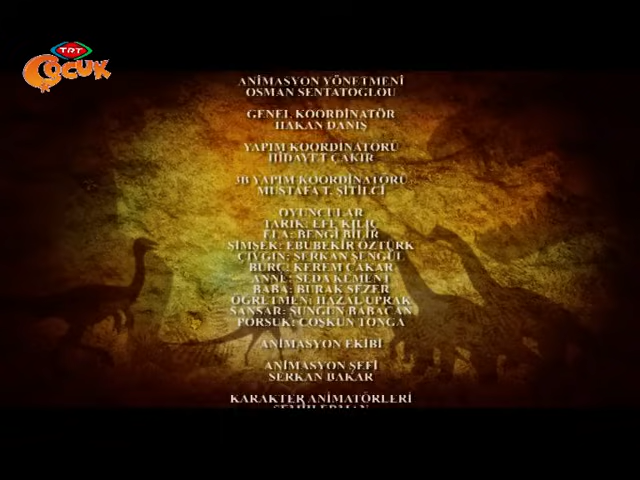 TRT
ÇOCUK
ANİMASYON YÖNETMENİ
OSMAN SENTATOGLOU
GENEL KOORDİNATÖR
HAKAN DANIŞ
YAPIM KOORDİNATÖRÜ
HİDAYET ÇAKIR
3B YAPIM KOORDİNATÖRÜ
MUSTAFA T. ŞİTİLCİ
OYUNCULAR
TARIK: EFE KILIÇ
ELA: BENGİ BİLİR
ŞİMŞEK: EBUBEKİR ÖZTÜRK
ÇIVGIN: SERKAN ŞENGÜL
BURÇ: KEREM ÇAKAR
ANNE: SEDA KEMENT
BABA: BURAK SEZER
ÖĞRETMEN: HAZAL UPRAK
SANSAR: SUNGUN BABACAN
PORSUK: COŞKUN TONGA
ANİMASYON EKİBİ
ANİMASYON ŞEFİ
SERKAN BAKAR
KARAKTER ANİMATÖRLERİ